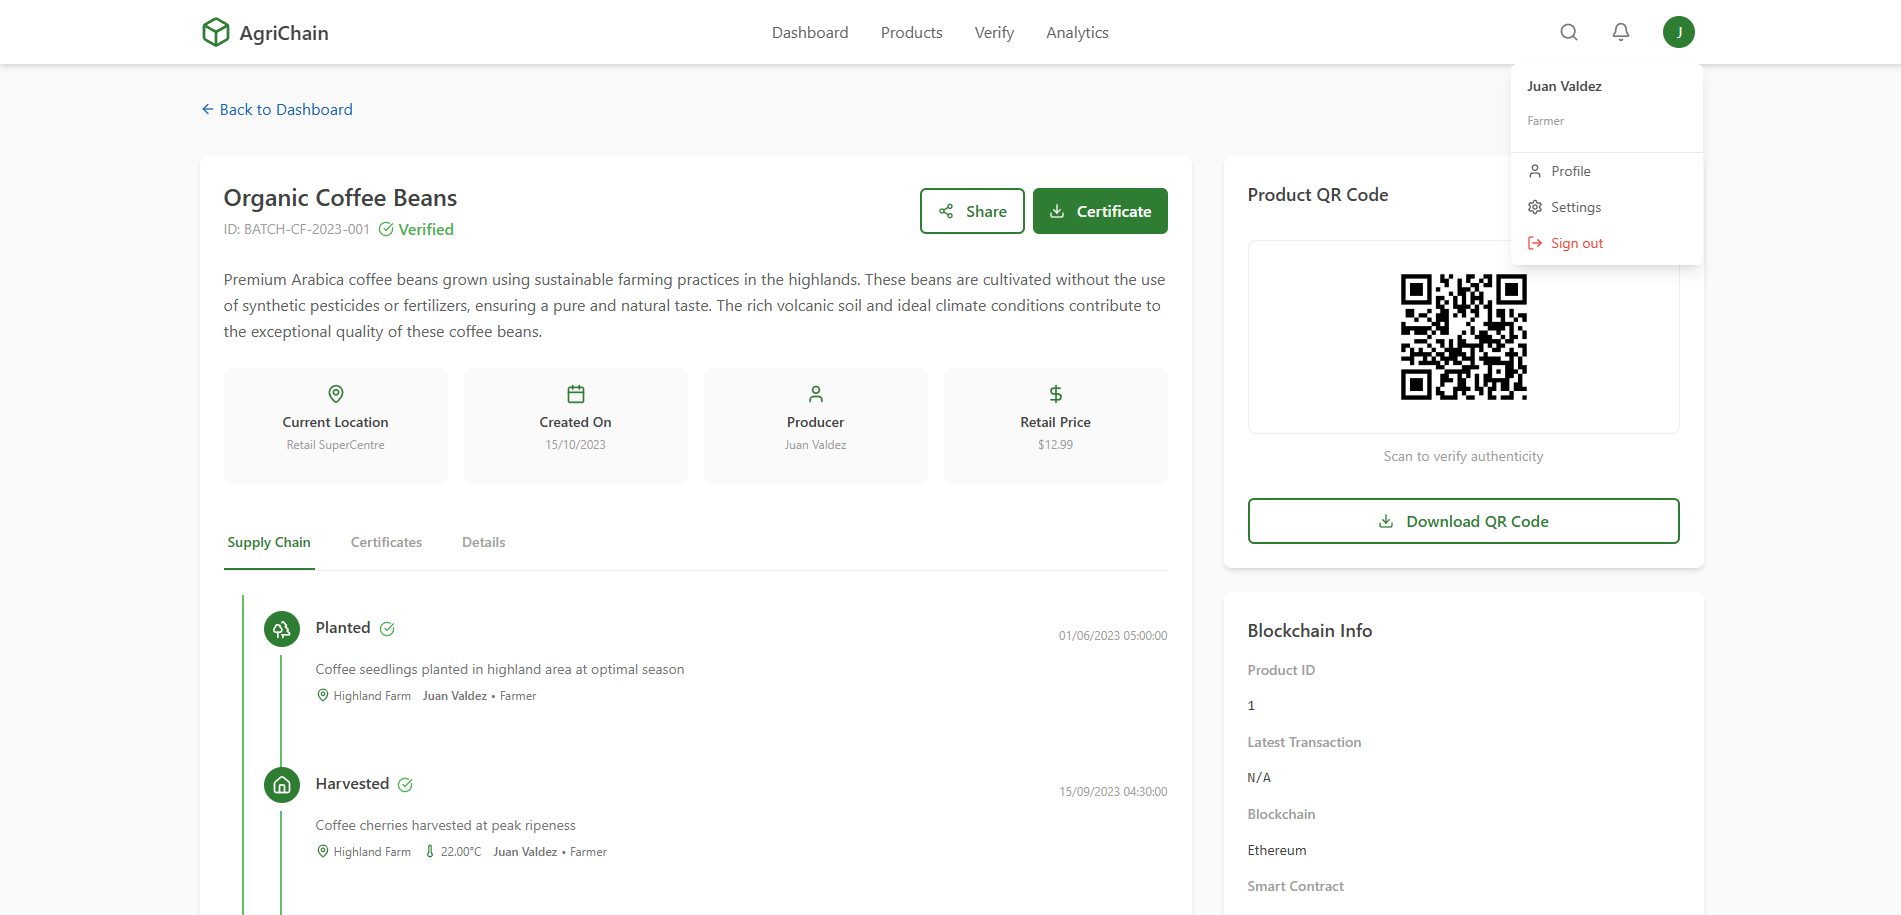 AgriChain
Dashboard
Products
Verify
Analytics
J
Juan Valdez
Farmer
Profile
Settings
Sign out
Back to Dashboard
Organic Coffee Beans
ID: BATCH-CF-2023-001 Verified
Share
Certificate
Premium Arabica coffee beans grown using sustainable farming practices in the highlands. These beans are cultivated without the use
of synthetic pesticides or fertilizers, ensuring a pure and natural taste. The rich volcanic soil and ideal climate conditions contribute to
the exceptional quality of these coffee beans.
Current Location
Retail SuperCentre
Created On
15/10/2023
Producer
Juan Valdez
Retail Price
$12.99
Supply Chain
Certificates
Details
Planted
01/06/2023 05:00:00
Coffee seedlings planted in highland area at optimal season
Highland Farm Juan Valdez • Farmer
Harvested
15/09/2023 04:30:00
Coffee cherries harvested at peak ripeness
Highland Farm 22.00°C Juan Valdez • Farmer
Product QR Code
Scan to verify authenticity
Download QR Code
Blockchain Info
Product ID
1
Latest Transaction
N/A
Blockchain
Ethereum
Smart Contract